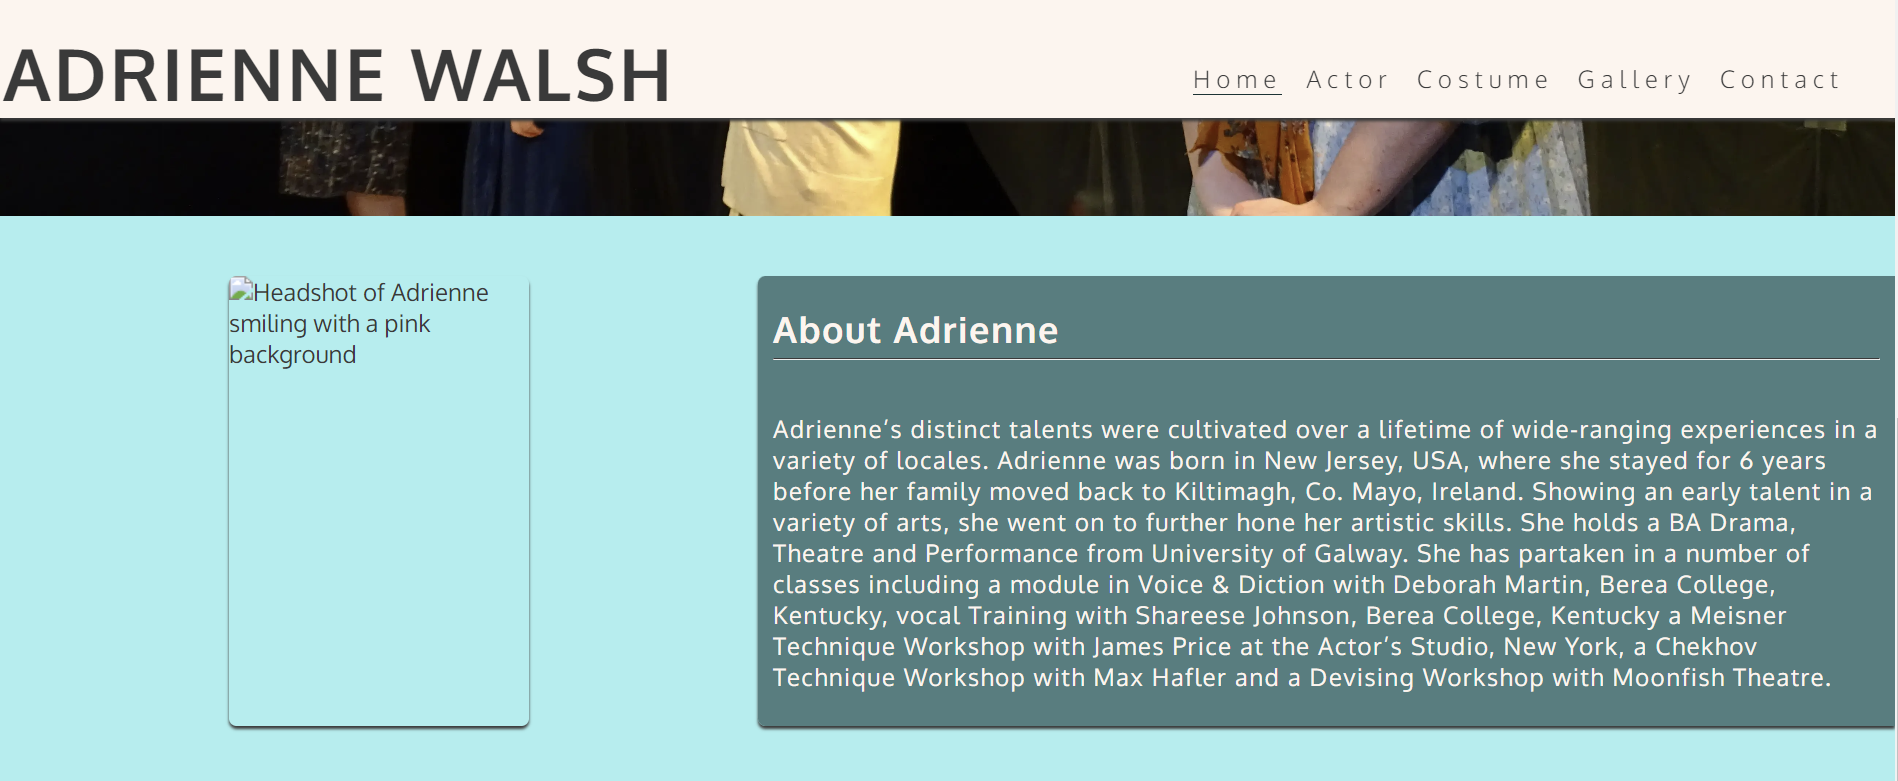 ADRIENNE WALSH
Home Actor Costume Gallery Contact
Headshot of Adrienne
smiling with a pink
background
About Adrienne
Adrienne’s distinct talents were cultivated over a lifetime of wide-ranging experiences in a
variety of locales. Adrienne was born in New Jersey, USA, where she stayed for 6 years
before her family moved back to Kiltimagh, Co. Mayo, Ireland. Showing an early talent in a
variety of arts, she went on to further hone her artistic skills. She holds a BA Drama,
Theatre and Performance from University of Galway. She has partaken in a number of
classes including a module in Voice & Diction with Deborah Martin, Berea College,
Kentucky, vocal Training with Shareese Johnson, Berea College, Kentucky a Meisner
Technique Workshop with James Price at the Actor’s Studio, New York, a Chekhov
Technique Workshop with Max Hafler and a Devising Workshop with Moonfish Theatre.